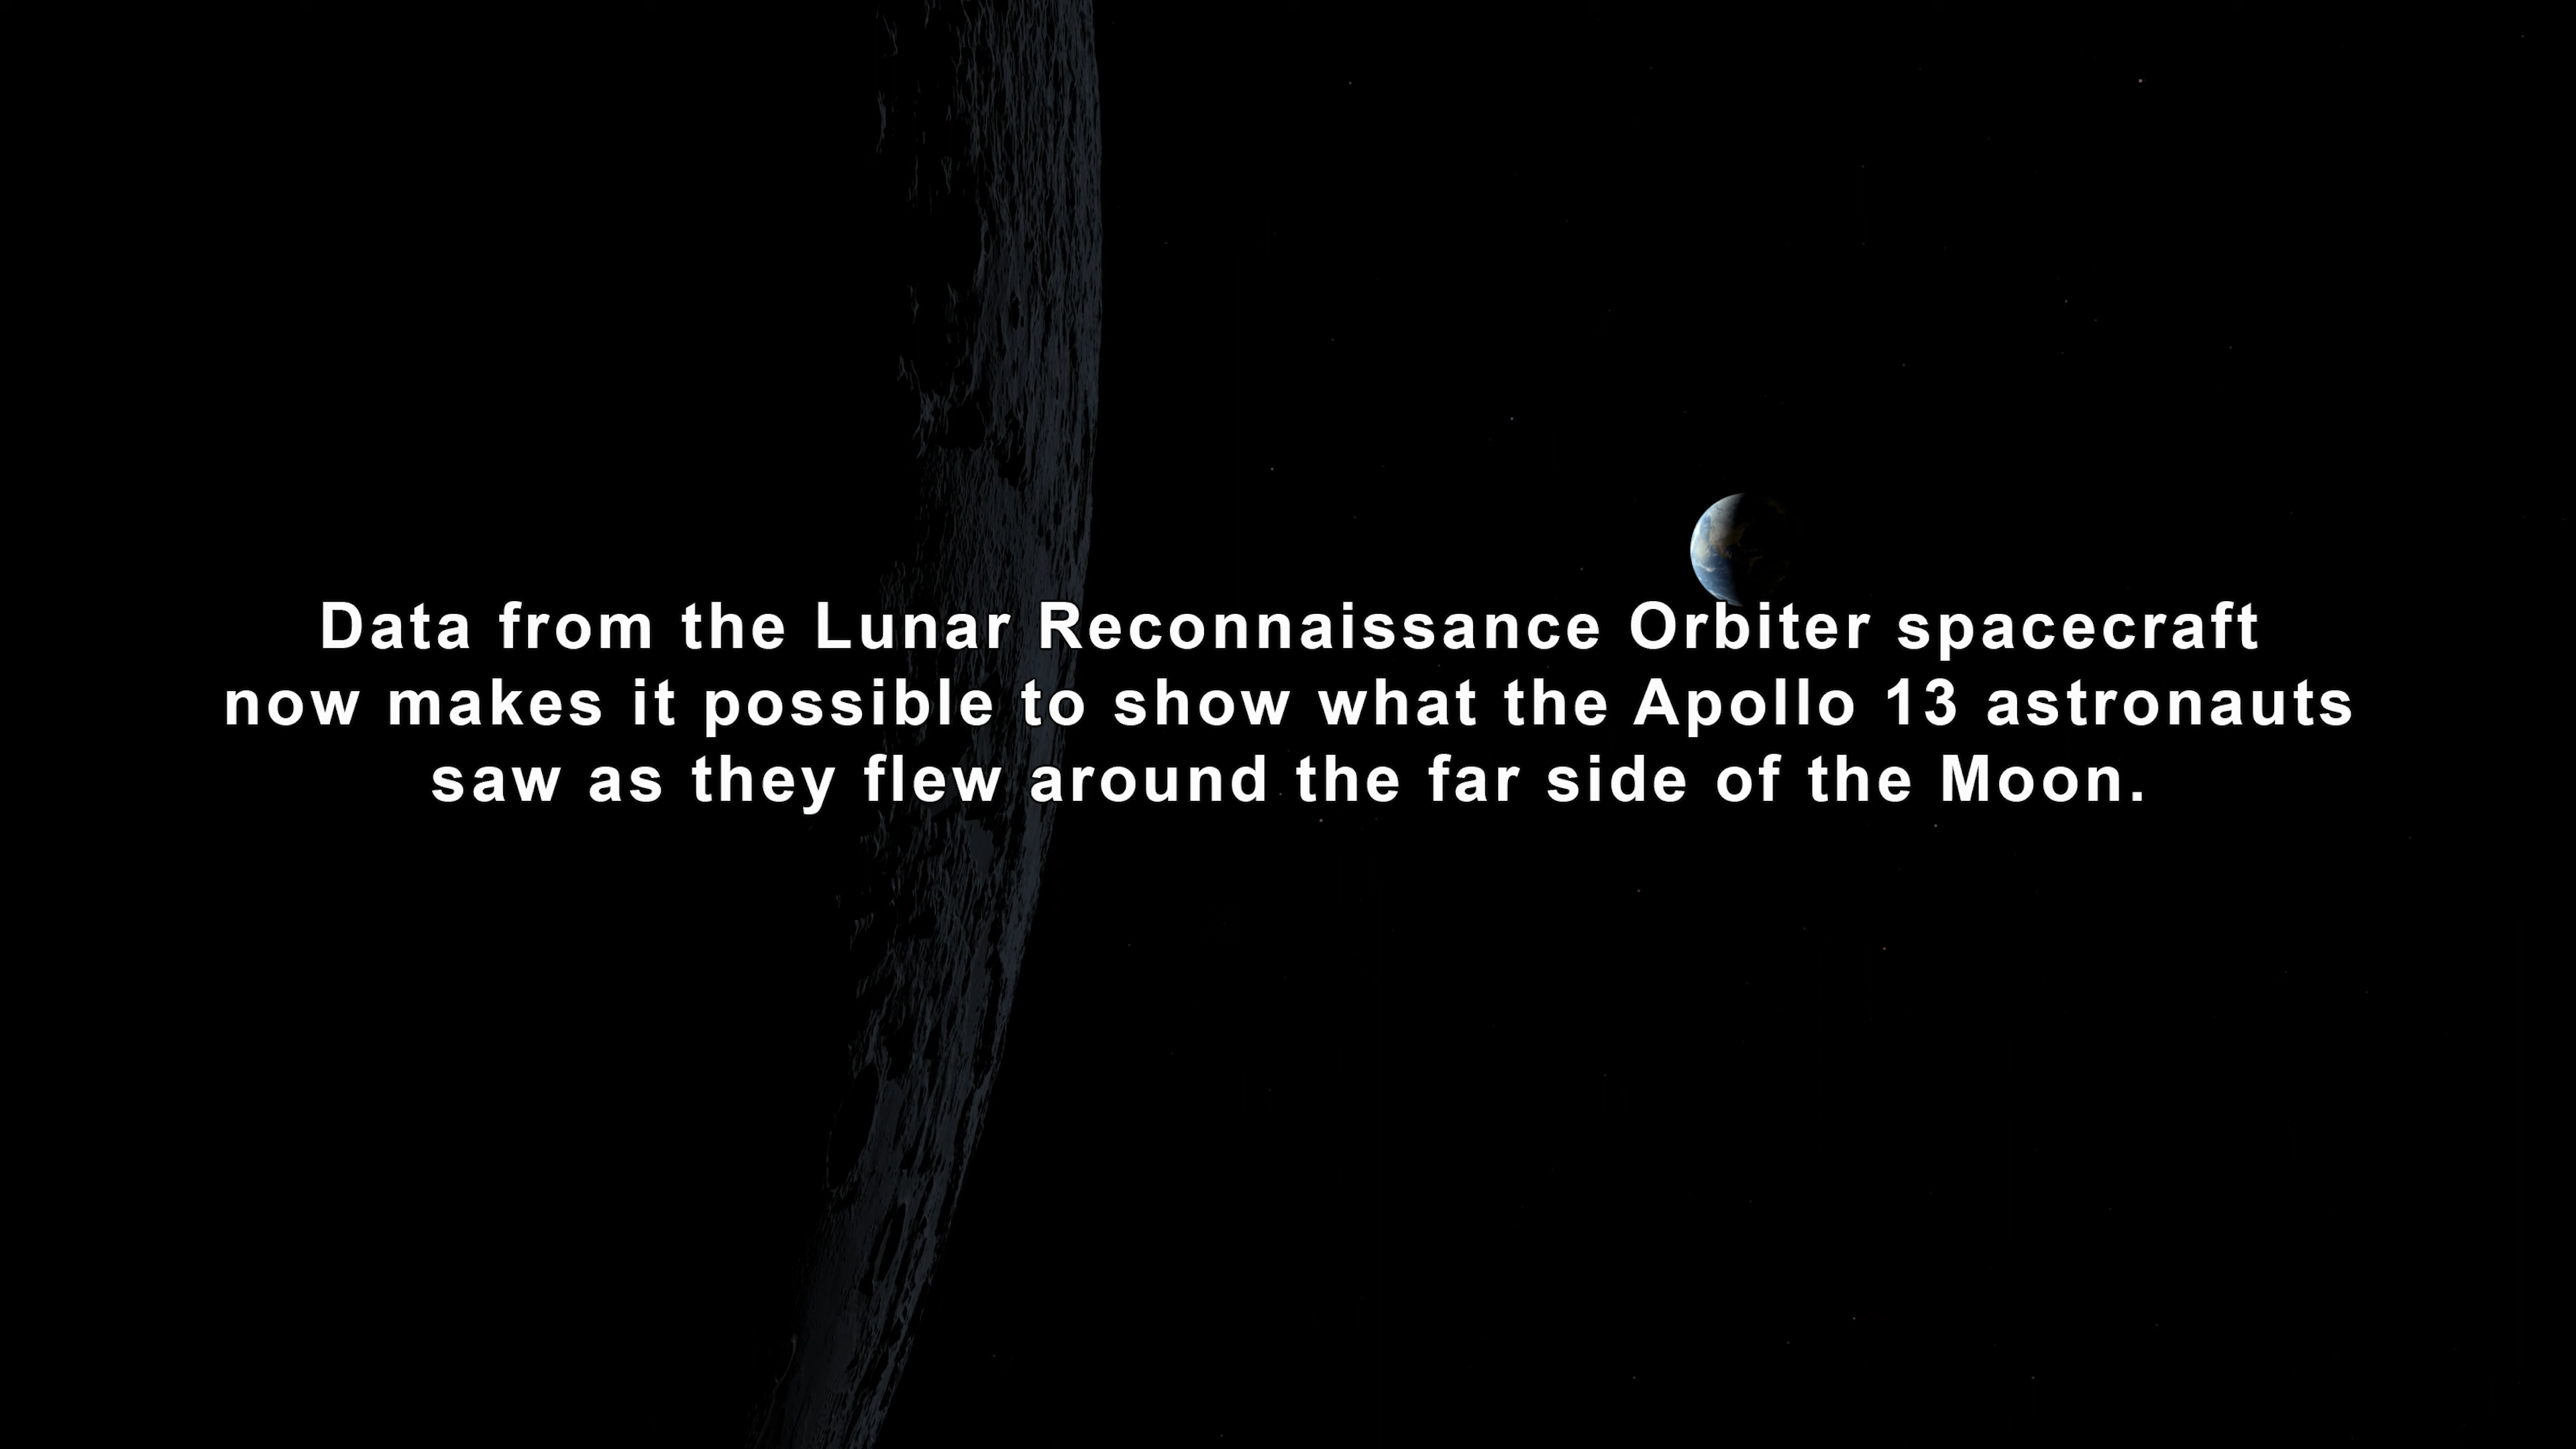 Data from the Lunar Reconnaissance Orbiter spacecraft
now makes it possible to show what the Apollo 13 astronauts
saw as they flew around the far side of the Moon.